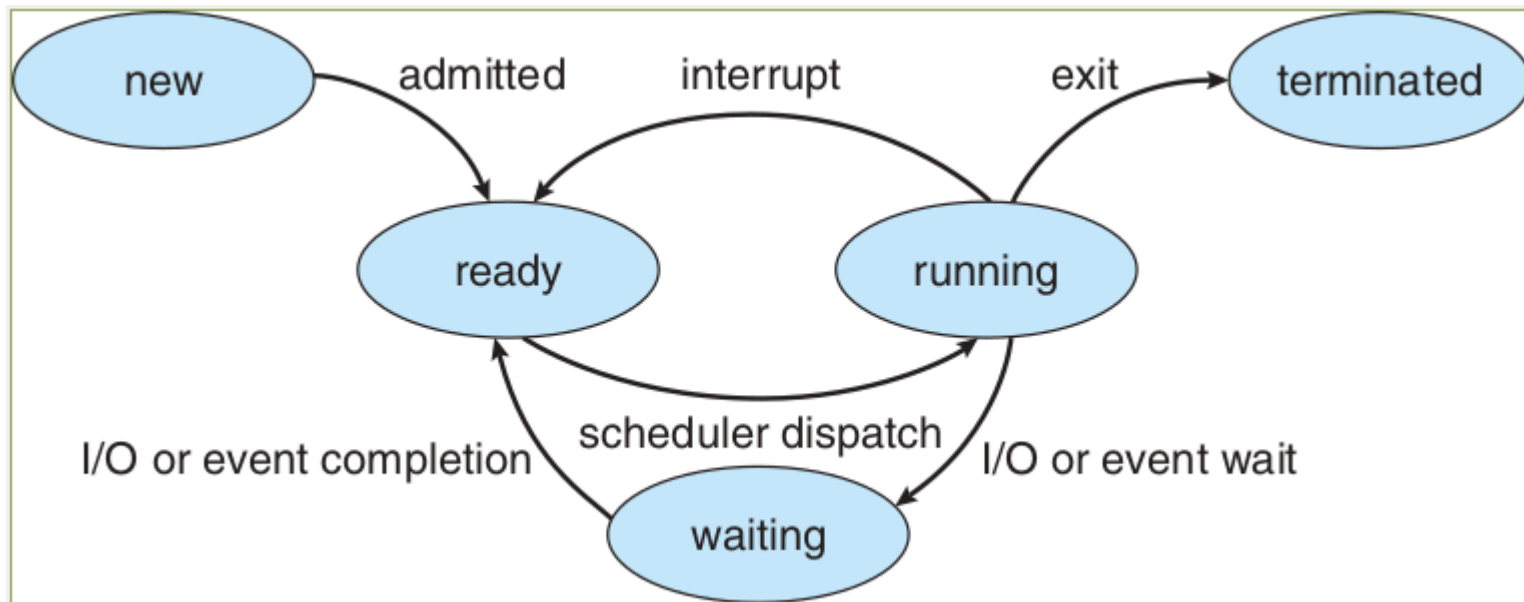 new
admitted
interrupt
exit
terminated
ready
running
scheduler dispatch
I/O or event completion
I/O or event wait
waiting